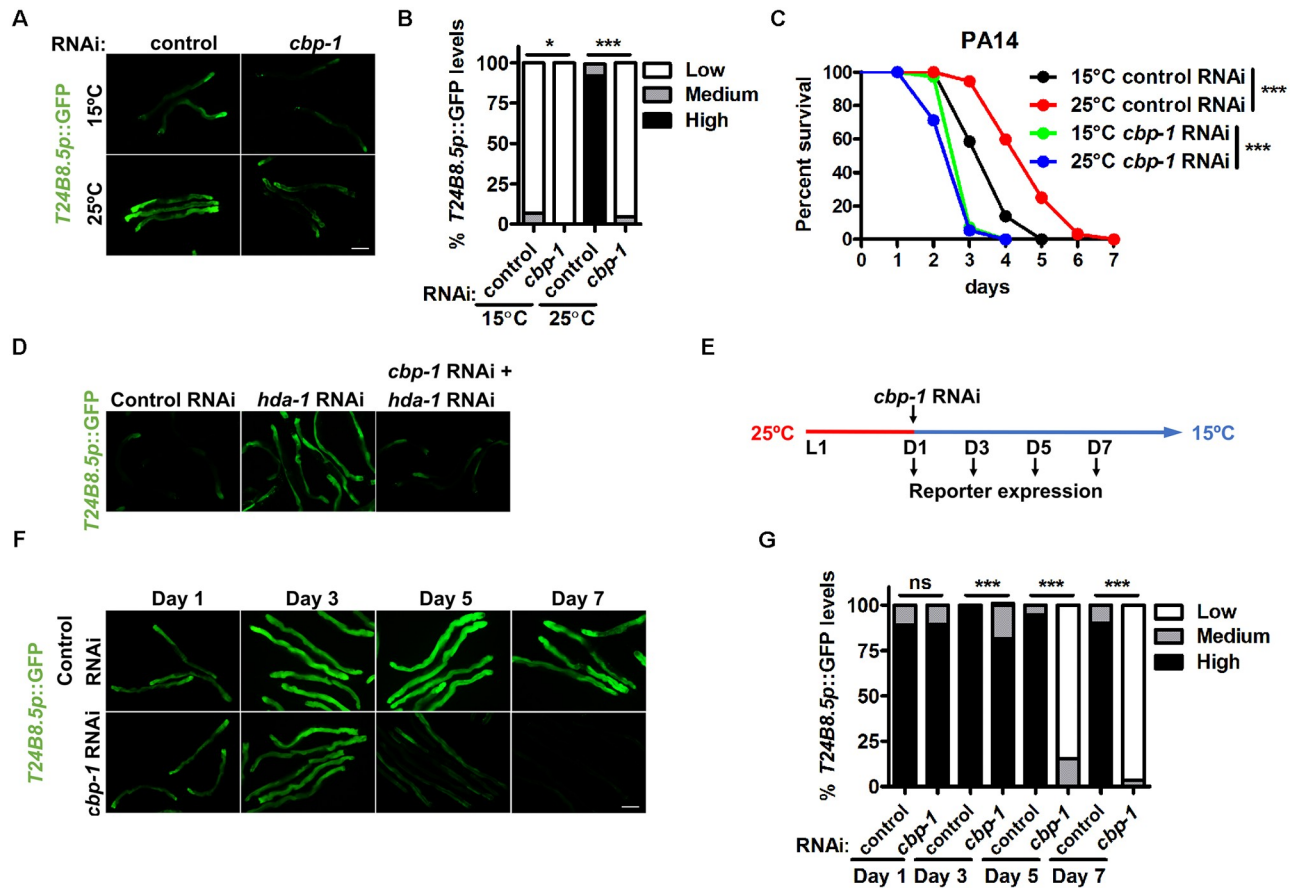 A
RNAi: control cbp-1
T24B8.5p::GFP
15ºC
25ºC
B
% T24B8.5p::GFP levels
100
75
50
25
0
* ***
Low
Medium
High
RNAi: control cbp-1 control cbp-1
15°C 25°C
C
PA14
Percent survival
100
80
60
40
20
0
0 1 2 3 4 5 6 7
days
15°C control RNAi
25°C control RNAi
***
15°C cbp-1 RNAi
25°C cbp-1 RNAi
***
D
T24B8.5p::GFP
Control RNAi
hda-1 RNAi
cbp-1 RNAi +
hda-1 RNAi
E
cbp-1 RNAi
25ºC 15ºC
L1 D1 D3 D5 D7
Reporter expression
F
Day 1 Day 3 Day 5 Day 7
T24B8.5p::GFP
Control
RNAi
cbp-1 RNAi
G
% T24B8.5p::GFP levels
100
75
50
25
0
ns *** *** ***
Low
Medium
High
RNAi: control cbp-1 control cbp-1 control cbp-1 control cbp-1
Day 1 Day 3 Day 5 Day 7